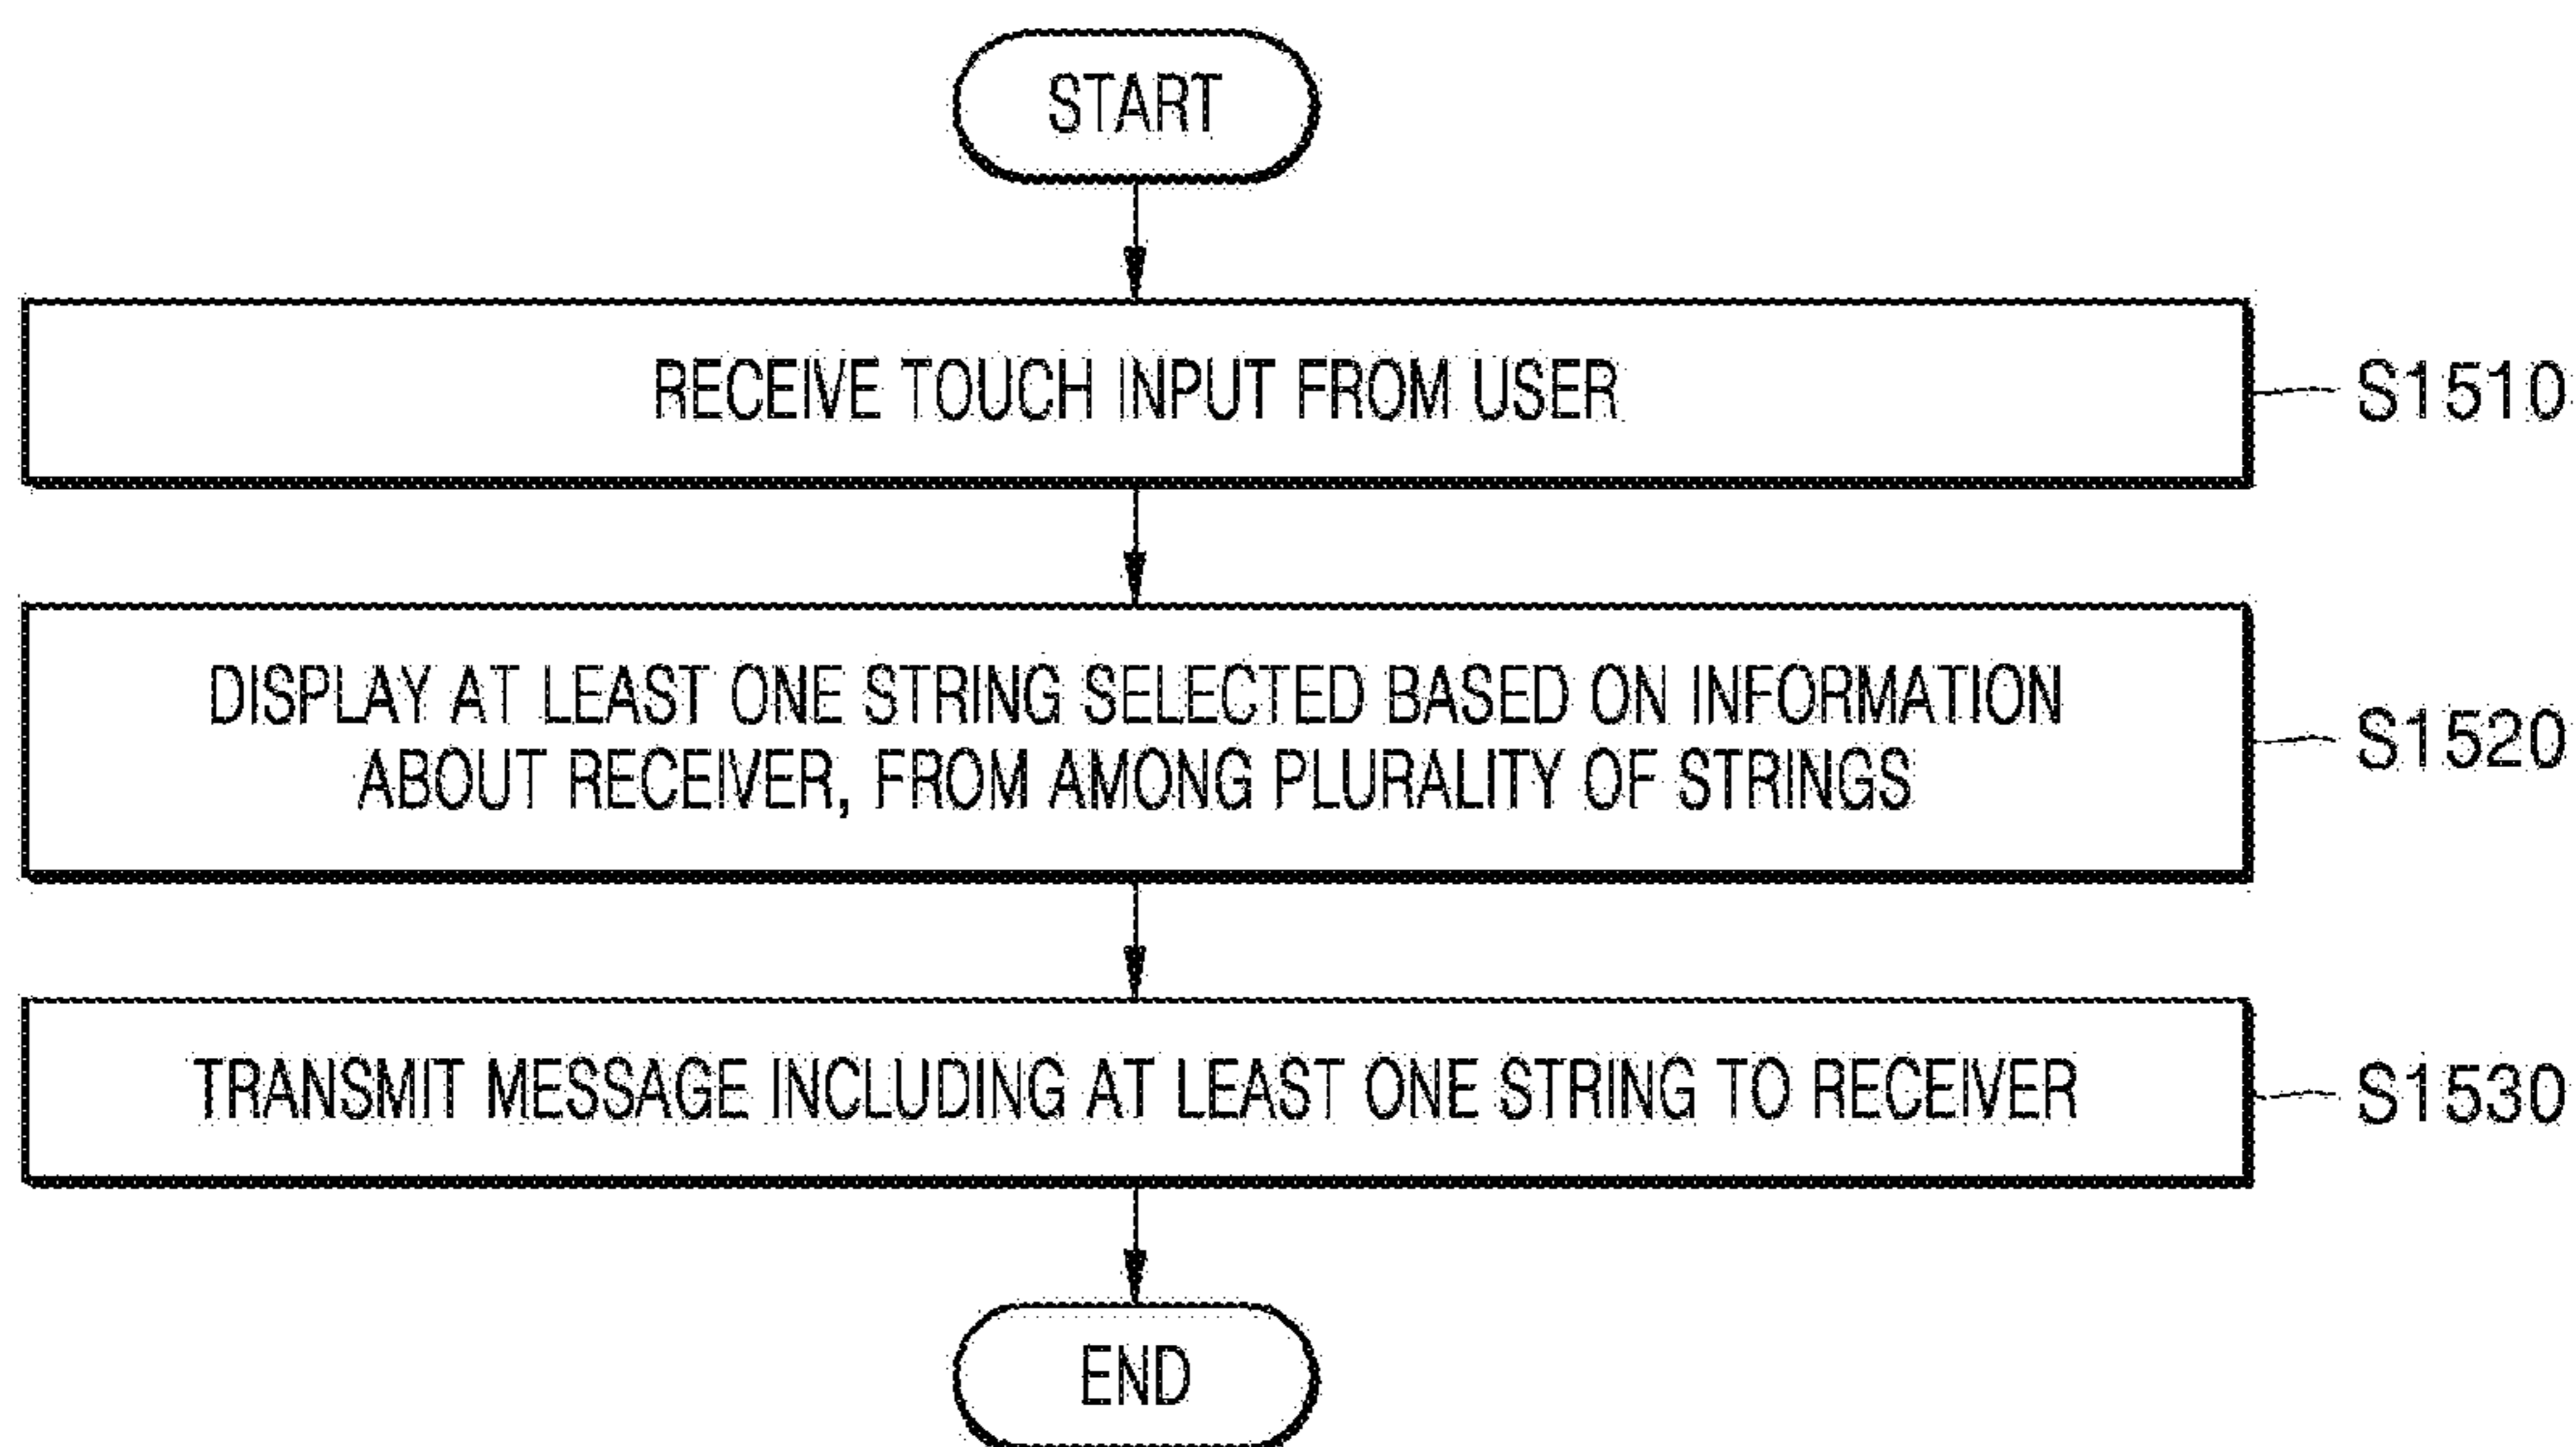 START
RECEIVE TOUCH INPUT FROM USER
S1510
DISPLAY AT LEAST ONE STRING SELECTED BASED ON INFORMATION
ABOUT RECEIVER, FROM AMONG PLURALITY OF STRINGS
S1520
TRANSMIT MESSAGE INCLUDING AT LEAST ONE STRING TO RECEIVER
S1530
END